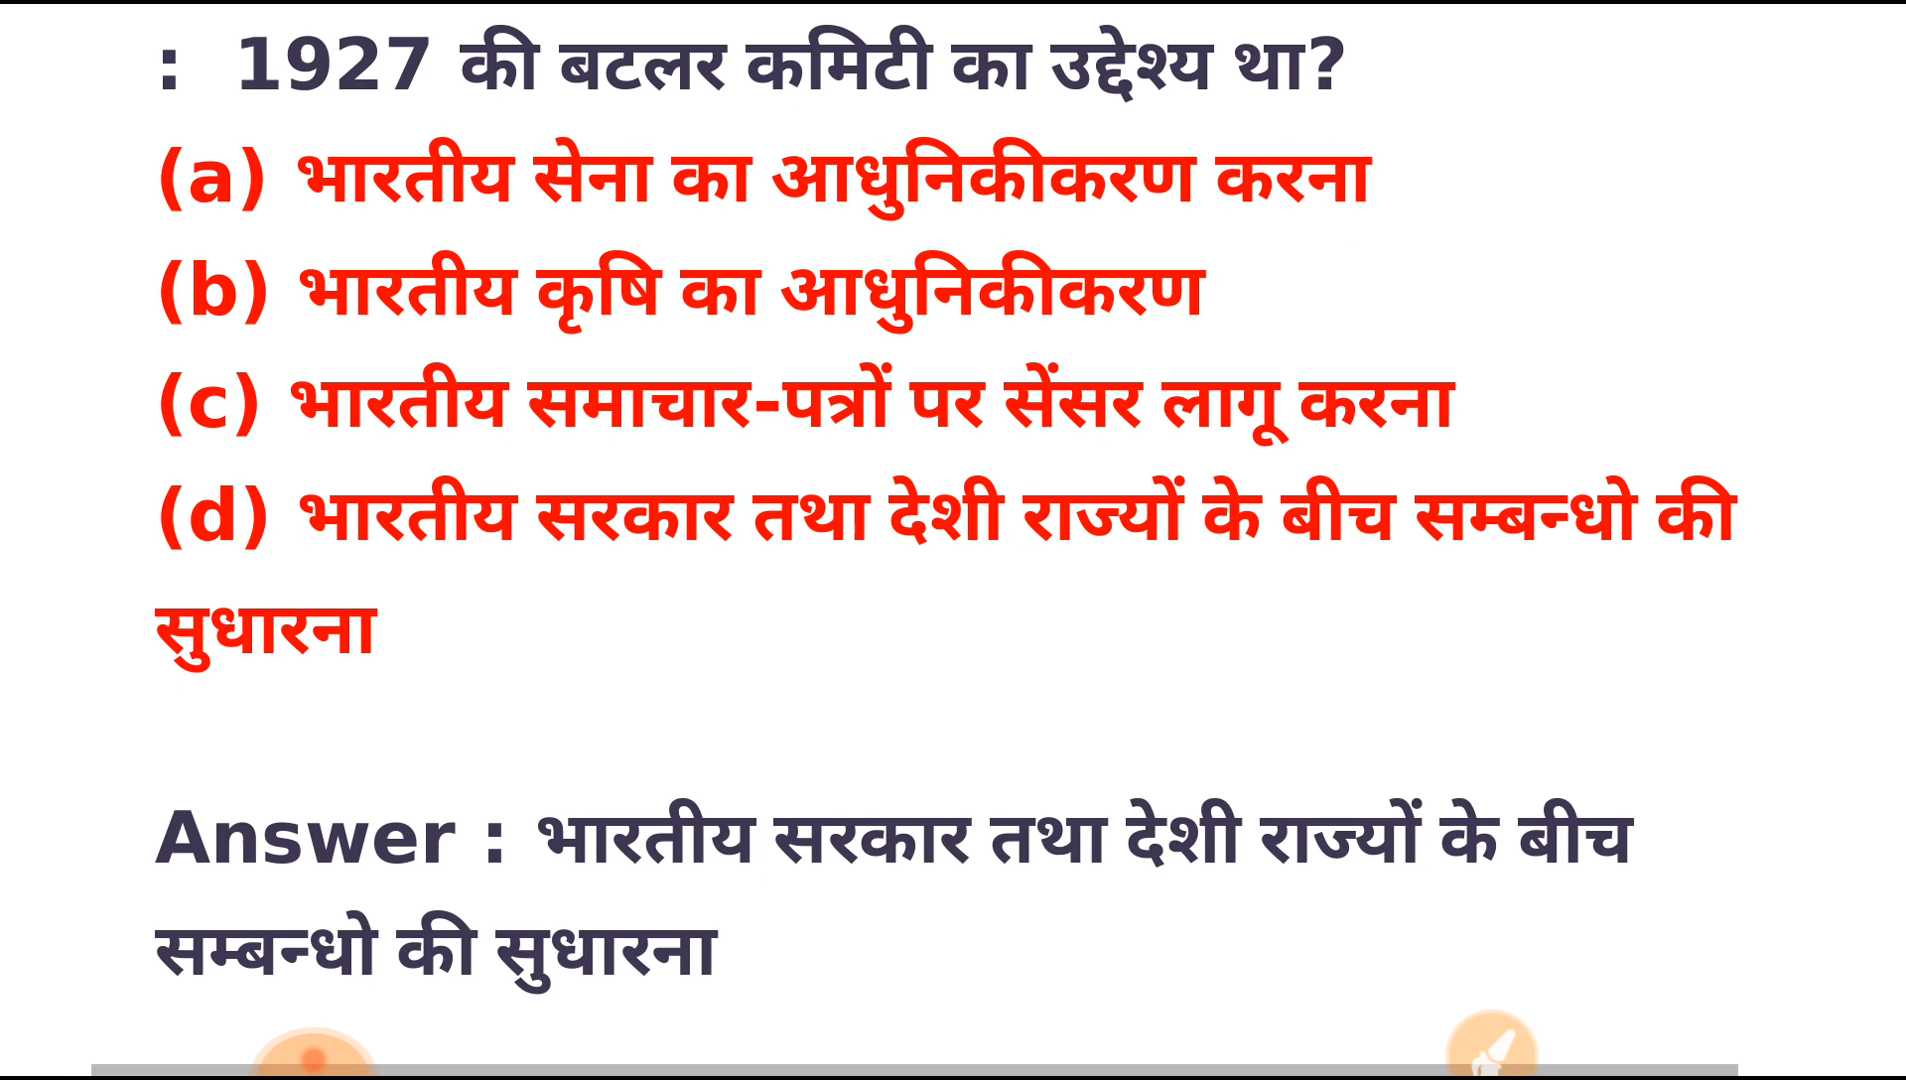 : 1927 की बटलर कमिटी का उद्देश्य था?
(a) भारतीय सेना का आधुनिकीकरण करना
(b) भारतीय कृषि का आधुनिकीकरण
(c) भारतीय समाचार-पत्रों पर सेंसर लागू करना
(d) भारतीय सरकार तथा देशी राज्यों के बीच सम्बन्धो की
सुधारना
Answer : भारतीय सरकार तथा देशी राज्यों के बीच
सम्बन्धो की सुधारना